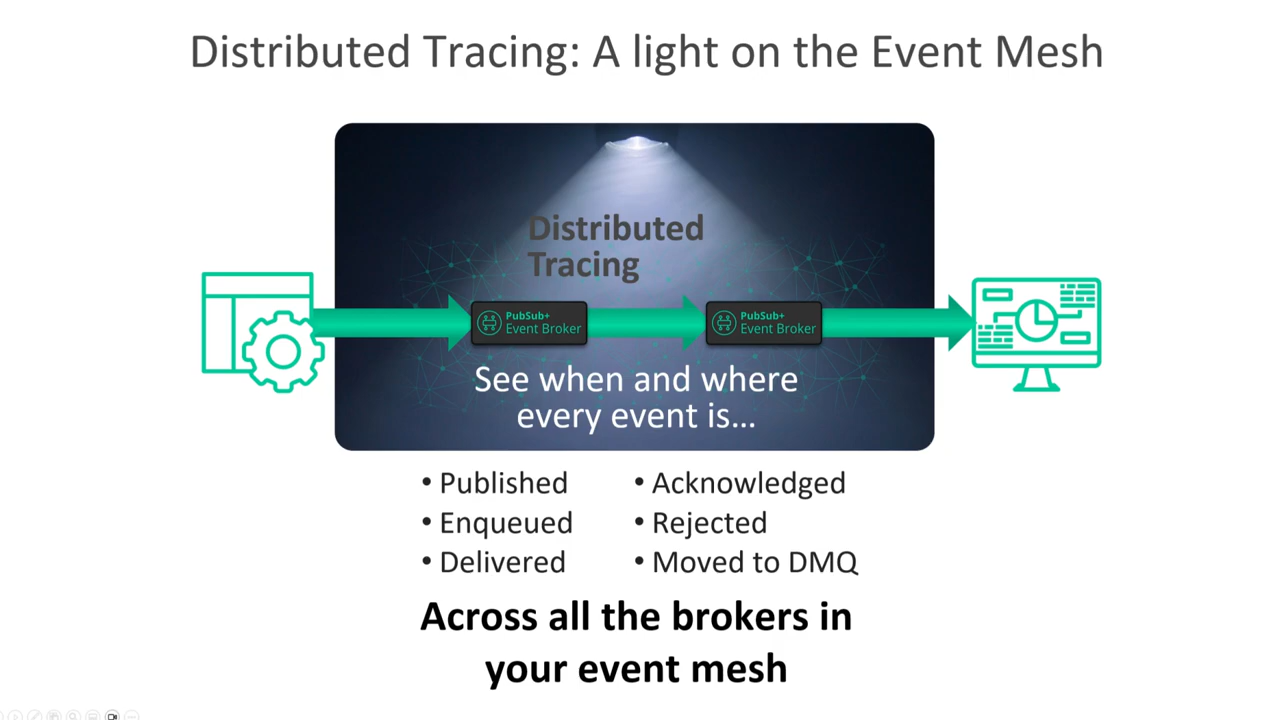 Distributed Tracing: A light on the Event Mesh
Distributed
Tracing
PubSub+
Event Broker
PubSub+
Event Broker
See when and where
every event is...
• Published
• Enqueued
• Delivered
• Acknowledged
• Rejected
• Moved to DMQ
Across all the brokers in
your event mesh